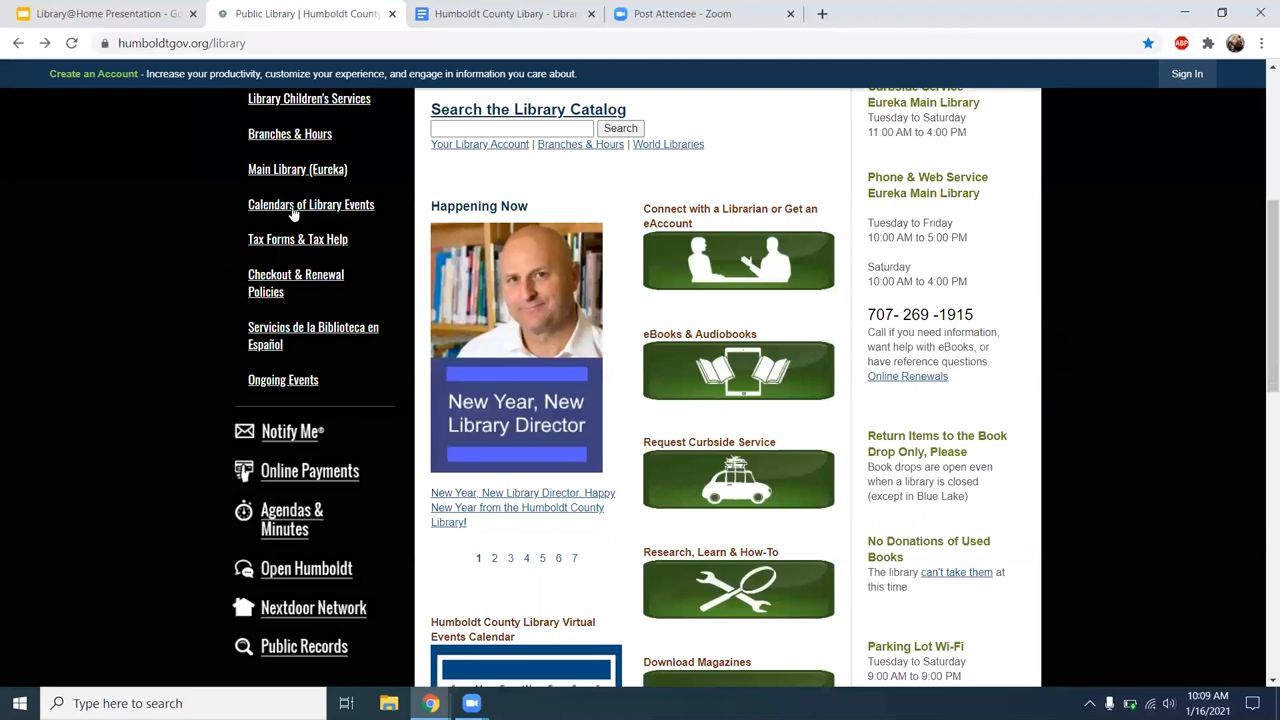 Library@Home Presentation - Go
Public Library | Humboldt County
Humboldt County Library - Library
Post Attendee - Zoom
humboldtgov.org/library
ABP
Create an Account - Increase your productivity, customize your experience, and engage in information you care about.
Sign In
Library Children's Services
Branches & Hours
Main Library (Eureka)
Calendars of Library Events
Tax Forms & Tax Help
Checkout & Renewal
Policies
Servicios de la Biblioteca en
Español
Ongoing Events
Notify Me®
Online Payments
Agendas &
Minutes
Open Humboldt
Nextdoor Network
Public Records
Search the Library Catalog
Search
Your Library Account | Branches & Hours | World Libraries
Happening Now
New Year, New
Library Director
New Year, New Library Director. Happy
New Year from the Humboldt County
Library!
1 2 3 4 5 6 7
Humboldt County Library Virtual
Events Calendar
Connect with a Librarian or Get an
eAccount
eBooks & Audiobooks
Request Curbside Service
Research, Learn & How-To
Download Magazines
Curbside Service
Eureka Main Library
Tuesday to Saturday
11:00 AM to 4:00 PM
Phone & Web Service
Eureka Main Library
Tuesday to Friday
10:00 AM to 5:00 PM
Saturday
10:00 AM to 4:00 PM
707- 269 -1915
Call if you need information,
want help with eBooks, or
have reference questions.
Online Renewals
Return Items to the Book
Drop Only, Please
Book drops are open even
when a library is closed
(except in Blue Lake)
No Donations of Used
Books
The library can't take them at
this time.
Parking Lot Wi-Fi
Tuesday to Saturday
9:00 AM to 9:00 PM
Type here to search
10:09 AM
1/16/2021